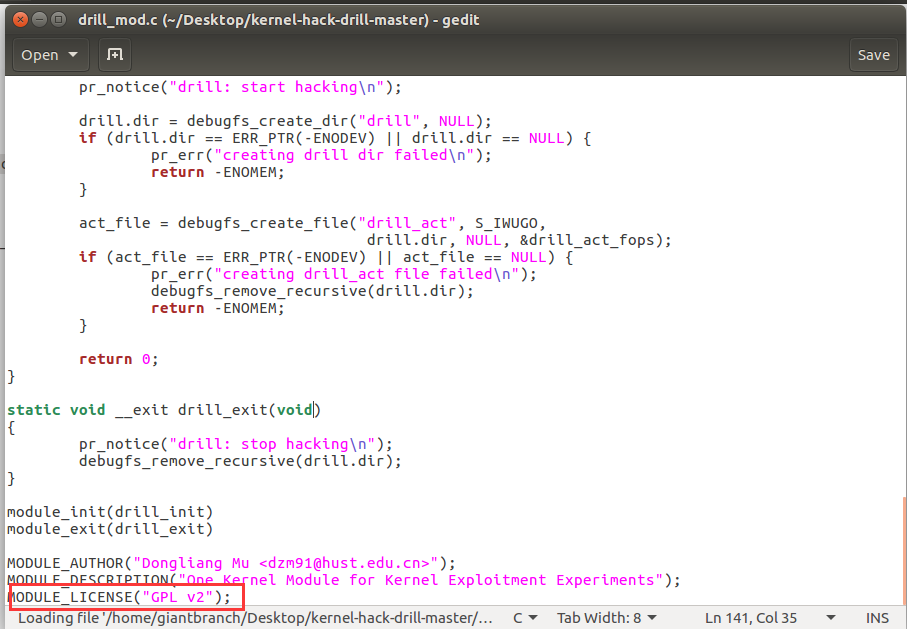 drill_mod.c (~/Desktop/kernel-hack-drill-master) - gedit
Open Save
pr_notice("drill: start hacking\n");
drill.dir = debugfs_create_dir("drill", NULL);
if (drill.dir == ERR_PTR(-ENODEV) || drill.dir == NULL) {
pr_err("creating drill dir failed\n");
return -ENOMEM;
}
act_file = debugfs_create_file("drill_act", S_IWUGO,
drill.dir, NULL, &drill_act_fops);
if (act_file == ERR_PTR(-ENODEV) || act_file == NULL) {
pr_err("creating drill_act file failed\n");
debugfs_remove_recursive(drill.dir);
return -ENOMEM;
}
return 0;
}
static void __exit drill_exit(void)
{
pr_notice("drill: stop hacking\n");
debugfs_remove_recursive(drill.dir);
}
module_init(drill_init)
module_exit(drill_exit)
MODULE_AUTHOR("Dongliang Mu <dzm91@hust.edu.cn>");
MODULE_DESCRIPTION("One Kernel Module for Kernel Exploitment Experiments");
MODULE_LICENSE("GPL v2");
Loading file '/home/giantbranch/Desktop/kernel-hack-drill-master/... C Tab Width: 8 Ln 141, Col 35 INS